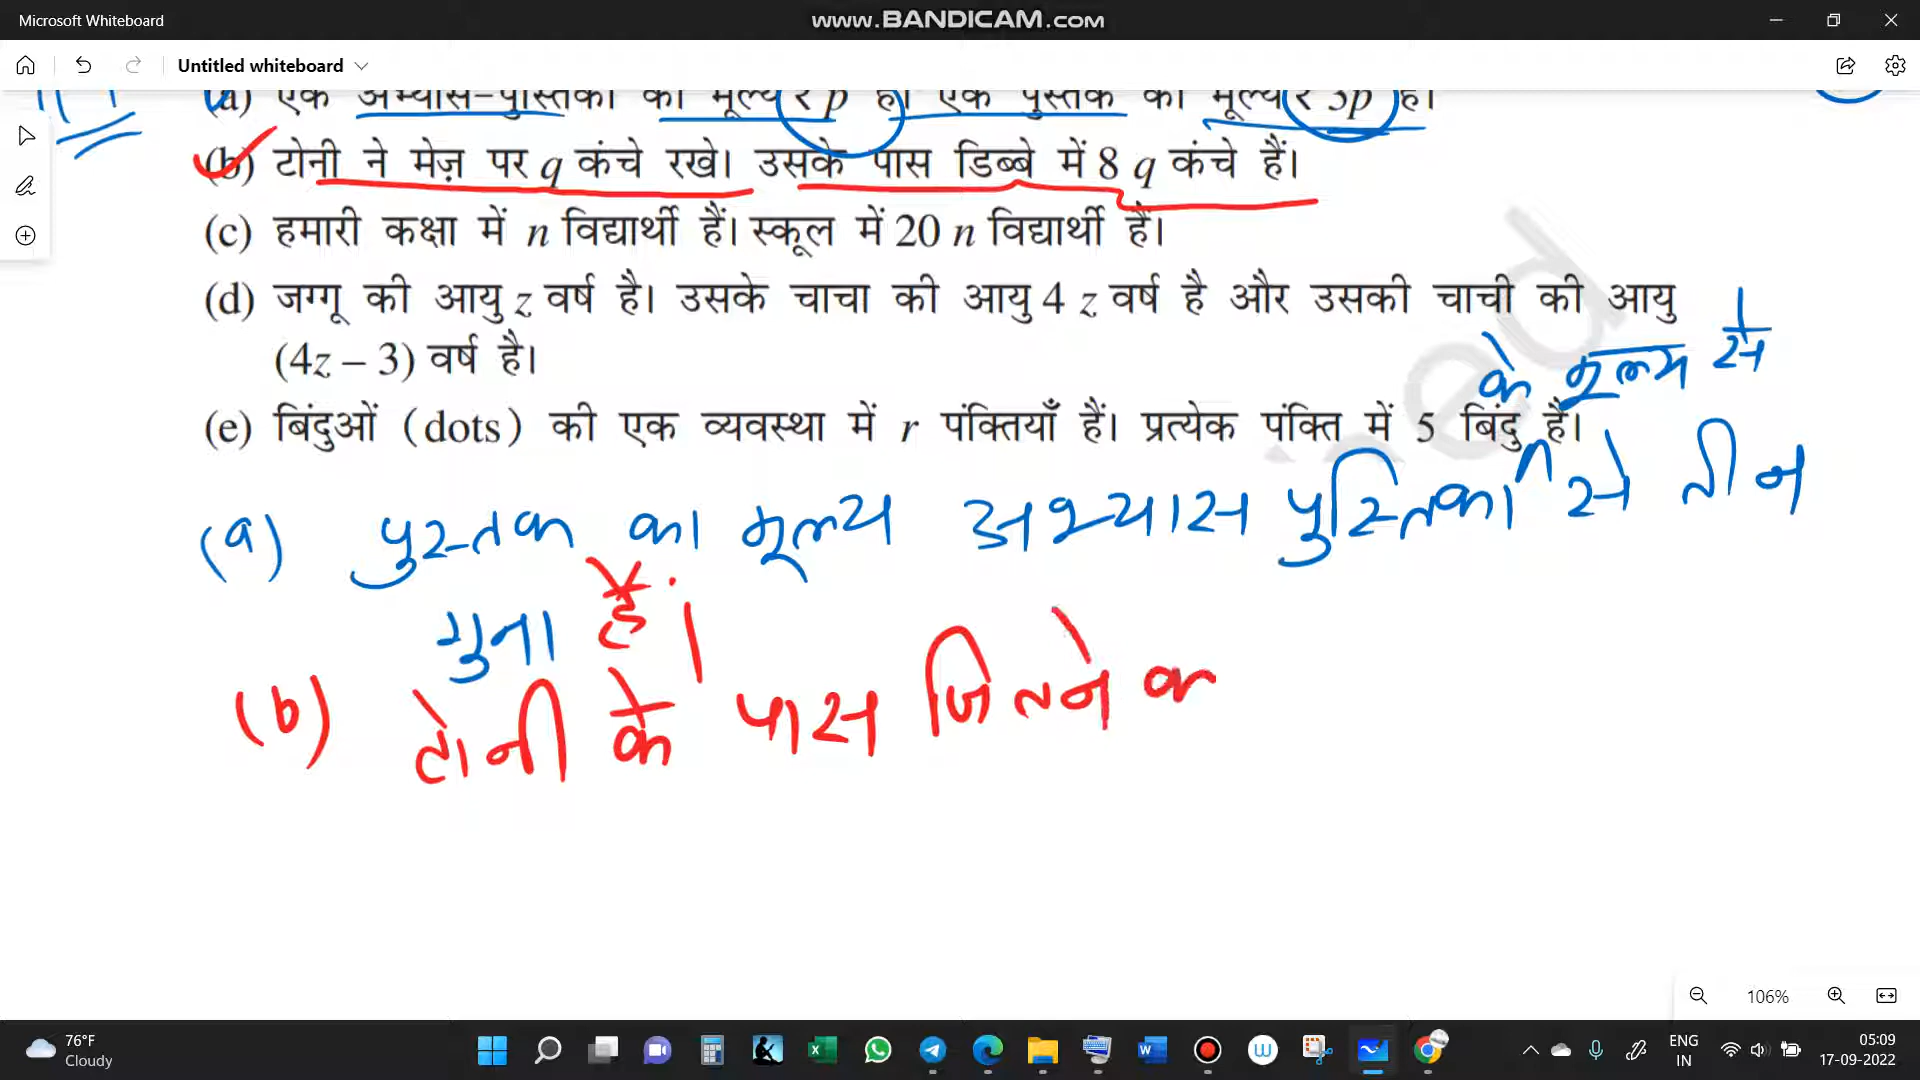 Microsoft Whiteboard
www.BANDICAM.COM
Untitled whiteboard
(a) एक अभ्यास-पुस्तिका का मूल्य ₹ p है। एक पुस्तक का मूल्य ₹ 3p है।
(b) टोनी ने मेज़ पर q कंचे रखे। उसके पास डिब्बे में 8 q कंचे हैं।
(c) हमारी कक्षा में n विद्यार्थी हैं। स्कूल में 20 n विद्यार्थी हैं।
(d) जग्गू की आयु z वर्ष है। उसके चाचा की आयु 4 z वर्ष है और उसकी चाची की आयु
(4z – 3) वर्ष है।
(e) बिंदुओं (dots) की एक व्यवस्था में r पंक्तियाँ हैं। प्रत्येक पंक्ति में 5 बिंदु हैं।
के मूल्य से
(a) पुस्तक का मूल्य अभ्यास पुस्तिका से तीन
गुना है।
(b) टोनी के पास जितने क
106%
76°F
Cloudy
ENG
IN
05:09
17-09-2022